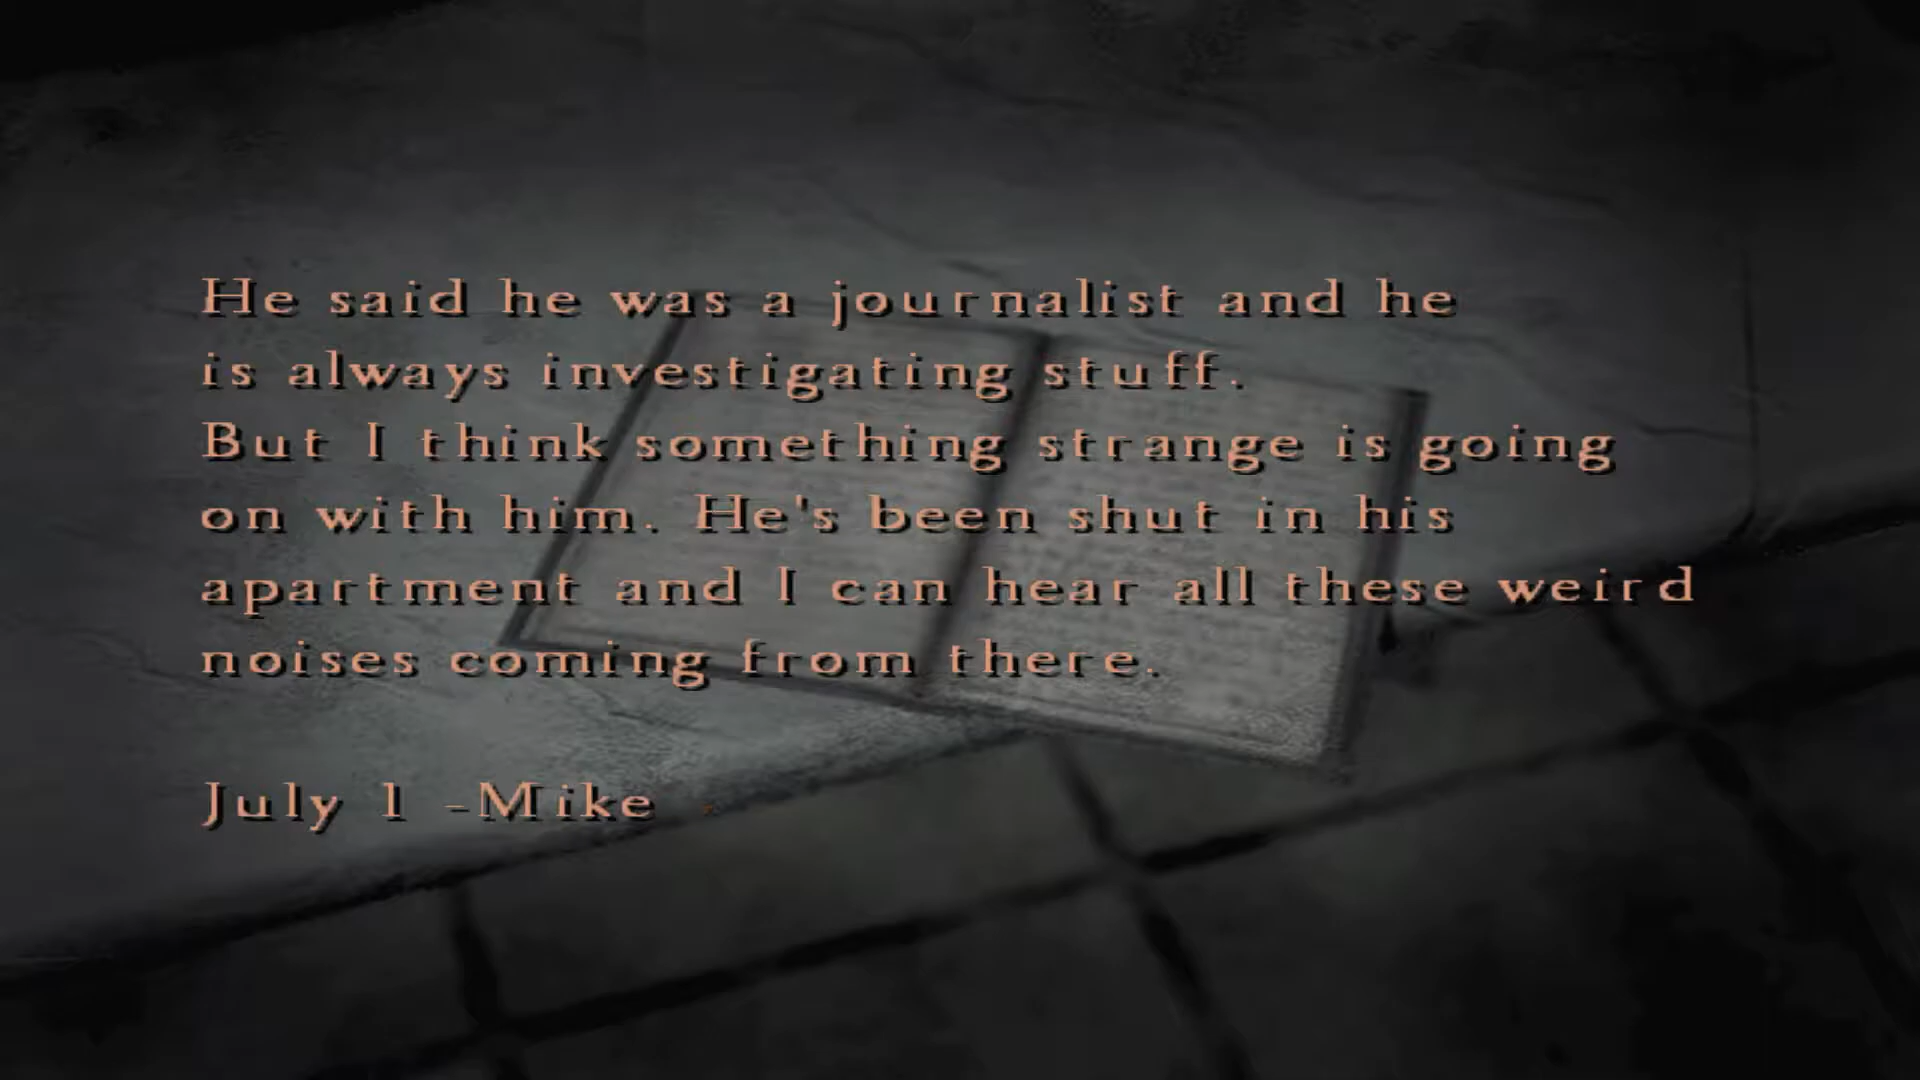 He said he was a journalist and he
is always investigating stuff.
But I think something strange is going
on with him. He's been shut in his
apartment and I can hear all these weird
noises coming from there.
July 1 -Mike